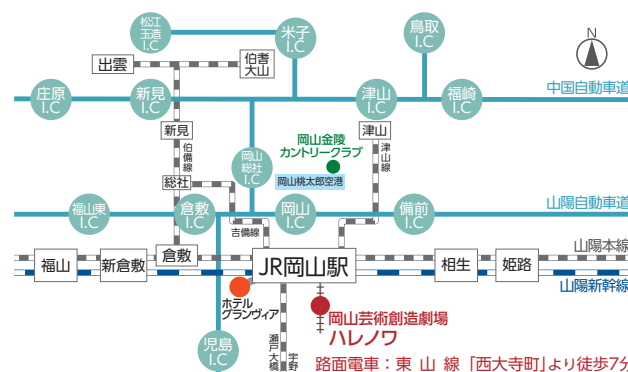 松江
玉造
I.C
米子
I.C
鳥取
I.C
N
出雲
伯耆
大山
庄原
I.C
新見
I.C
津山
I.C
福崎
I.C
中国自動車道
新見
伯備線
総社
岡山
総社
I.C
岡山金陵
カントリークラブ
岡山桃太郎空港
津山
津山線
福山東
I.C
倉敷
I.C
岡山
I.C
備前
I.C
山陽自動車道
吉備線
福山
新倉敷
倉敷
JR岡山駅
相生
姫路
山陽本線
山陽新幹線
ホテル
グランヴィア
児島
I.C
瀬戸大橋
宇野
岡山芸術創造劇場
ハレノワ
路面電車：東 山 線「西大寺町」より徒歩7分